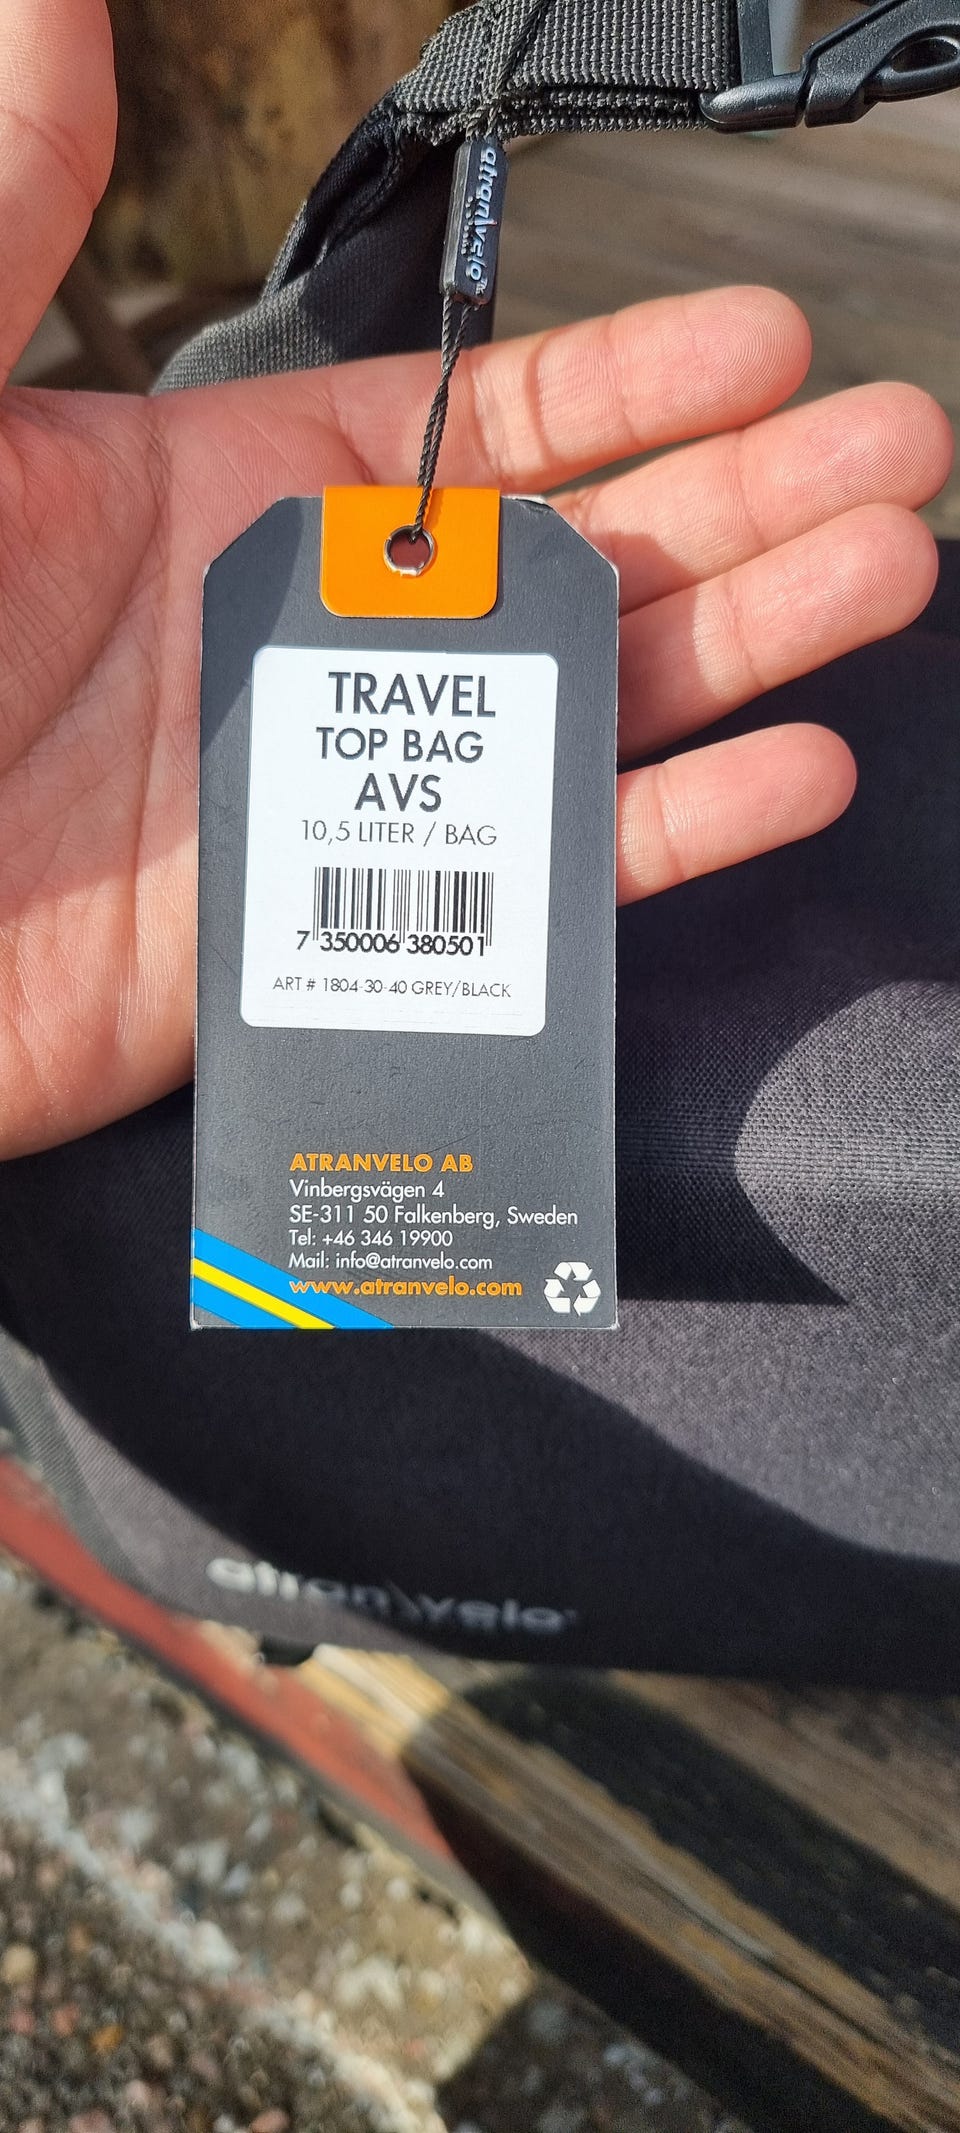 atranvelo™
TRAVEL
TOP BAG
AVS
10,5 LITER / BAG
7 350006 380501
ART # 1804-30-40 GREY/BLACK
ATRANVELO AB
Vinbergsvägen 4
SE-311 50 Falkenberg, Sweden
Tel: +46 346 19900
Mail: info@atranvelo.com
www.atranvelo.com
atranvelo